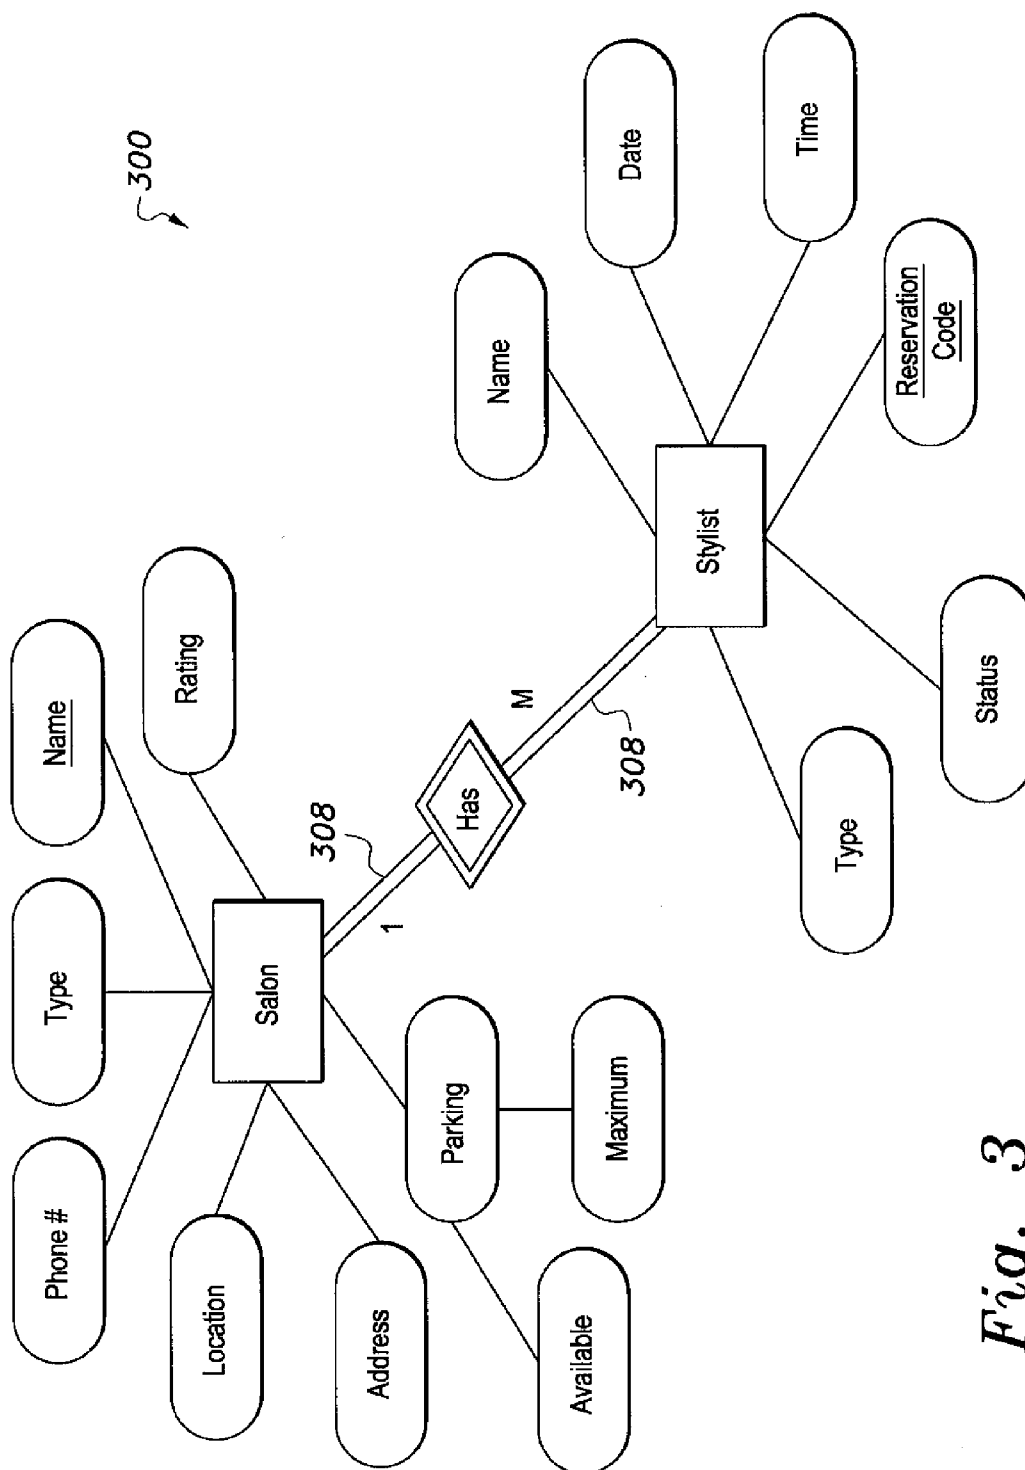 300
Phone #
Type
Name
Rating
Location
Salon
Address
Parking
Available
Maximum
308
1
Has
M
308
Name
Date
Time
Stylist
Reservation
Code
Type
Status
Fig. 3